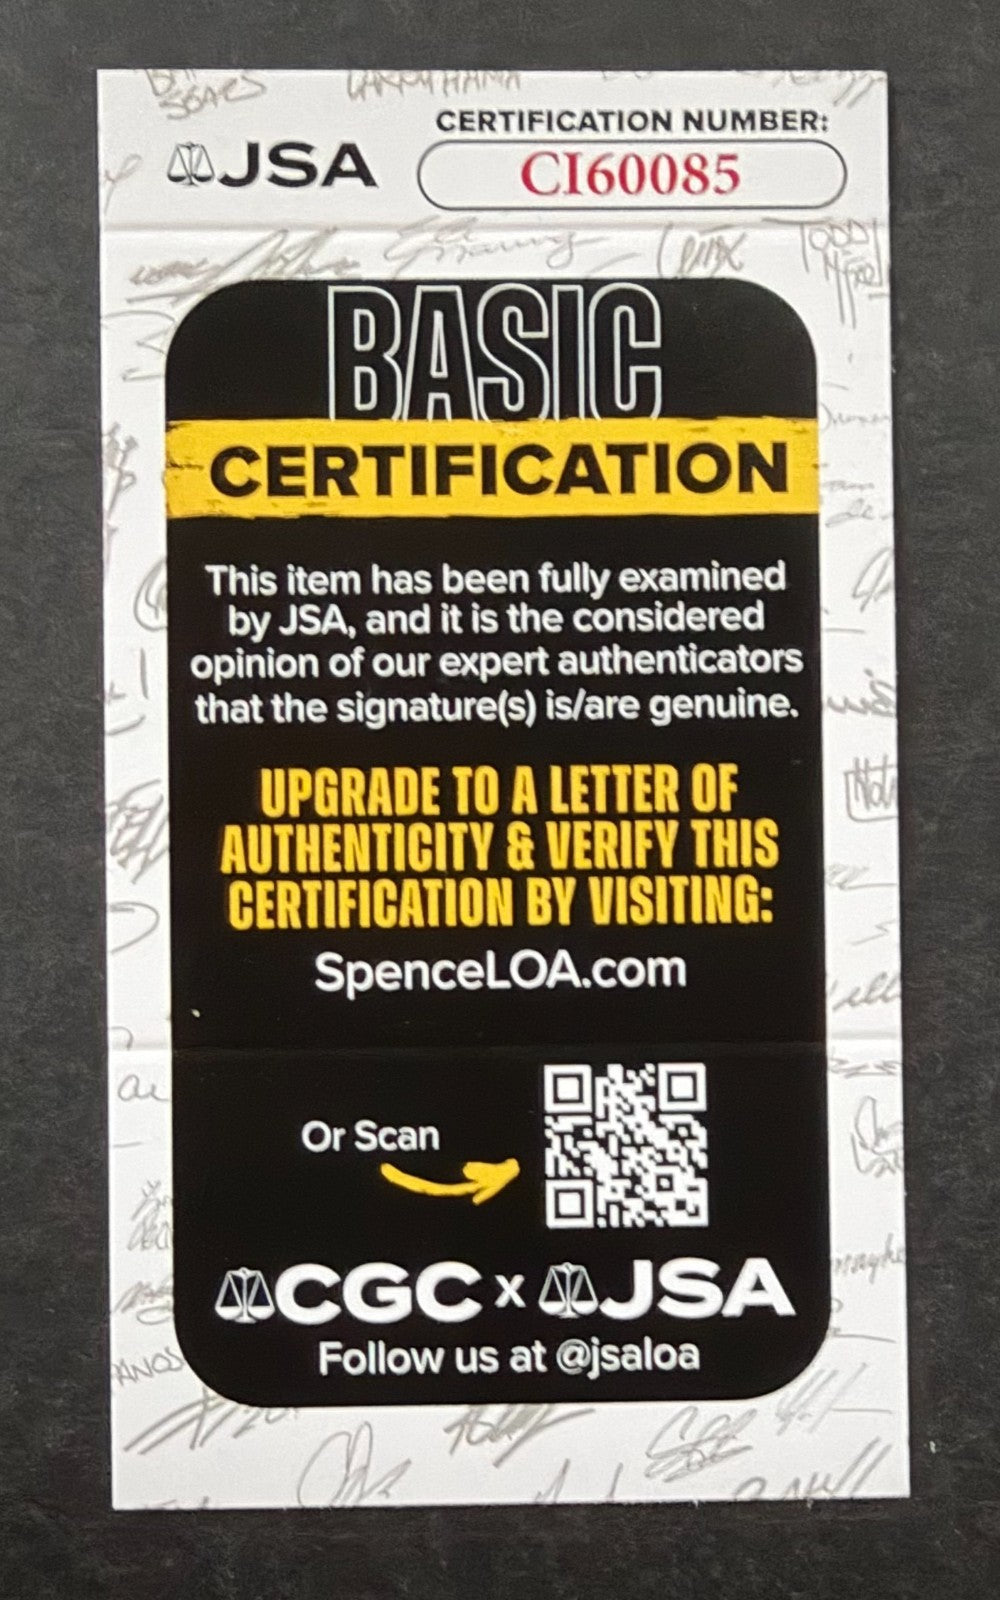 CERTIFICATION NUMBER:
JSA
CI60085
BASIC
CERTIFICATION
This item has been fully examined
by JSA, and it is the considered
opinion of our expert authenticators
that the signature(s) is/are genuine.
UPGRADE TO A LETTER OF
AUTHENTICITY & VERIFY THIS
CERTIFICATION BY VISITING:
SpenceLOA.com
Or Scan
CGC x JSA
Follow us at @jsaloa